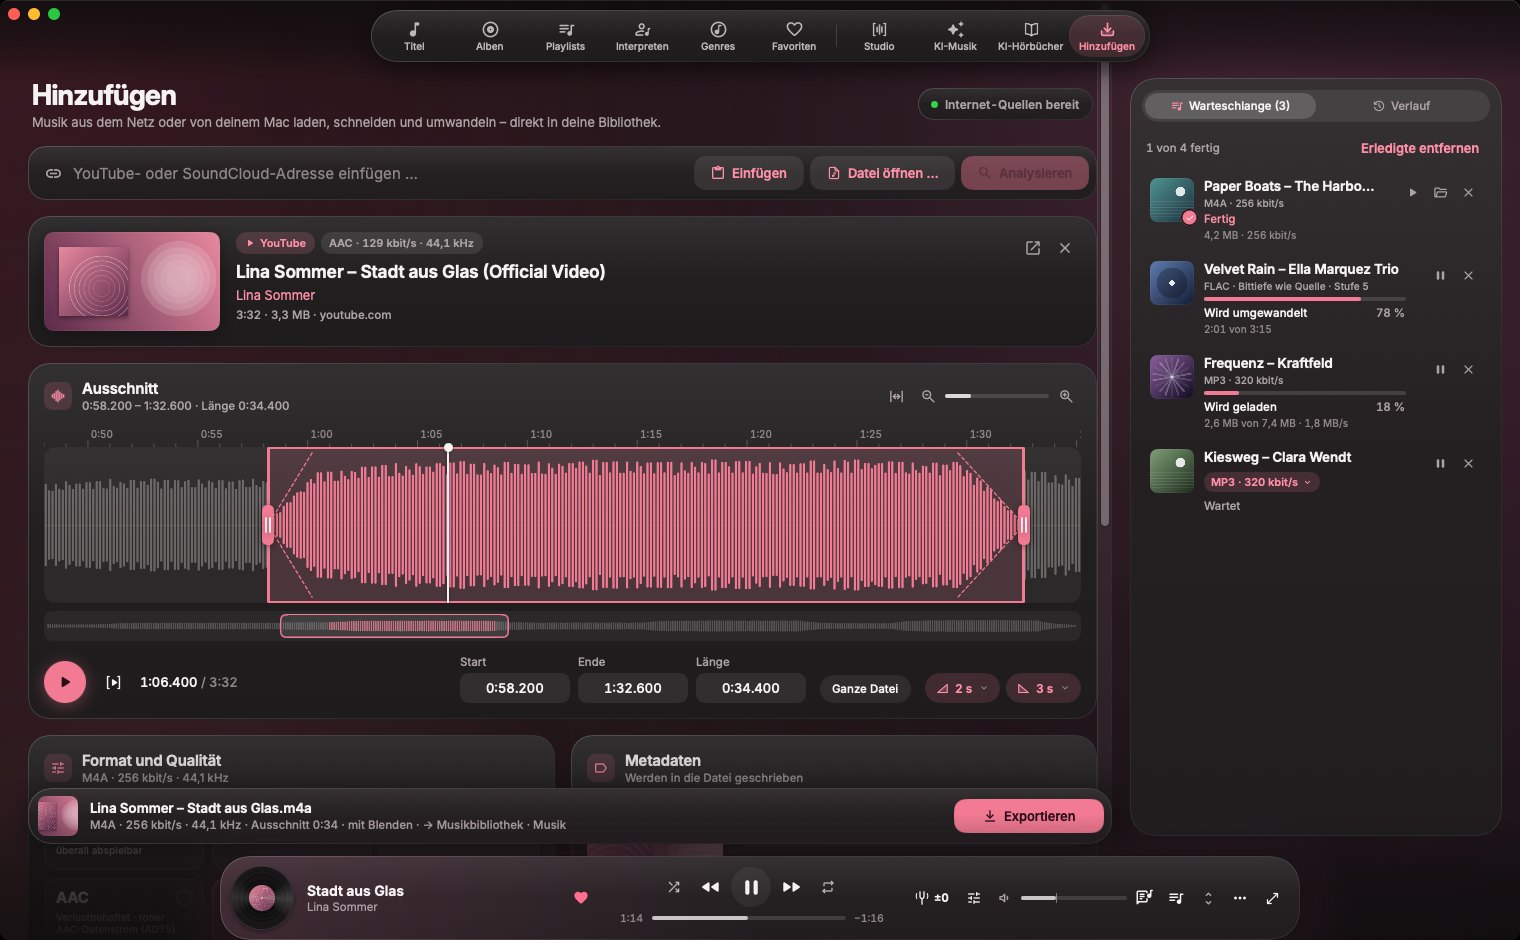 Titel
Alben
Playlists
Interpreten
Genres
Favoriten
Studio
KI-Musik
KI-Hörbücher
Hinzufügen
Hinzufügen
Musik aus dem Netz oder von deinem Mac laden, schneiden und umwandeln – direkt in deine Bibliothek.
Internet-Quellen bereit
YouTube- oder SoundCloud-Adresse einfügen ...
Einfügen
Datei öffnen ...
Analysieren
YouTube
AAC · 129 kbit/s · 44,1 kHz
Lina Sommer – Stadt aus Glas (Official Video)
Lina Sommer
3:32 · 3,3 MB · youtube.com
Ausschnitt
0:58.200 – 1:32.600 · Länge 0:34.400
0:50
0:55
1:00
1:05
1:10
1:15
1:20
1:25
1:30
1:06.400 / 3:32
Start
0:58.200
Ende
1:32.600
Länge
0:34.400
Ganze Datei
2 s
3 s
Format und Qualität
M4A · 256 kbit/s · 44,1 kHz
Metadaten
Werden in die Datei geschrieben
Lina Sommer – Stadt aus Glas.m4a
M4A · 256 kbit/s · 44,1 kHz · Ausschnitt 0:34 · mit Blenden · → Musikbibliothek · Musik
Exportieren
überall abspielbar
AAC
Verlustbehaftet · roher
AAC-Datenstrom (ADTS)
Warteschlange (3)
Verlauf
1 von 4 fertig
Erledigte entfernen
Paper Boats – The Harbo...
M4A · 256 kbit/s
Fertig
4,2 MB · 256 kbit/s
Velvet Rain – Ella Marquez Trio
FLAC · Bittiefe wie Quelle · Stufe 5
Wird umgewandelt
78 %
2:01 von 3:15
Frequenz – Kraftfeld
MP3 · 320 kbit/s
Wird geladen
18 %
2,6 MB von 7,4 MB · 1,8 MB/s
Kiesweg – Clara Wendt
MP3 · 320 kbit/s
Wartet
Stadt aus Glas
Lina Sommer
1:14
−1:16
±0